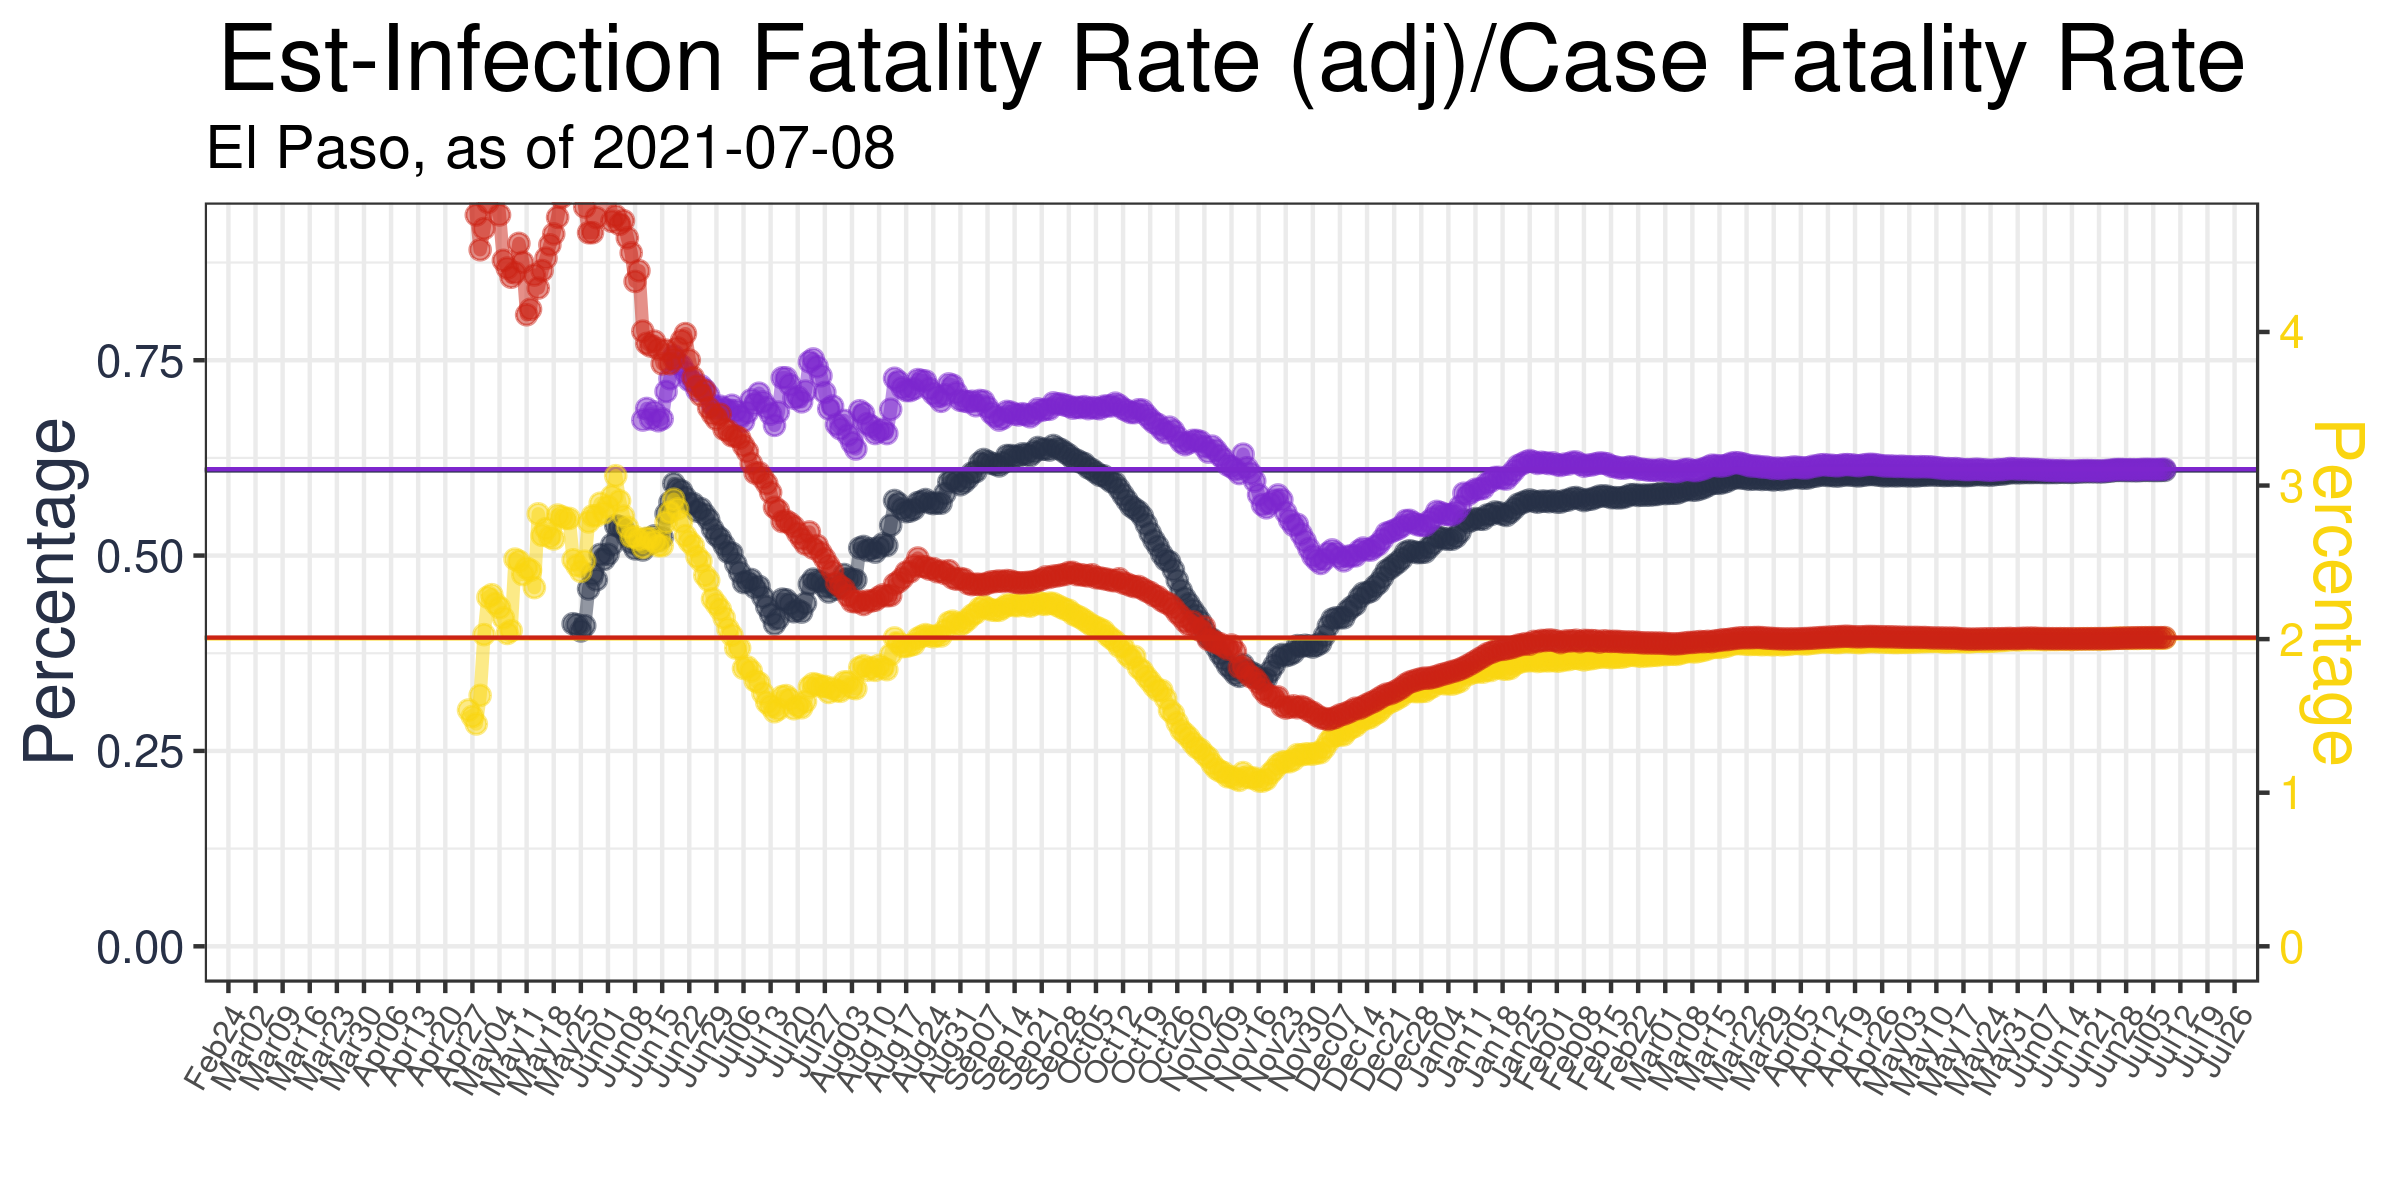 Est-Infection Fatality Rate (adj)/Case Fatality Rate
El Paso, as of 2021-07-08
Percentage
0.75
0.50
0.25
0.00
4
3
2
1
0
Percentage
Feb24
Mar02
Mar09
Mar16
Mar23
Mar30
Apr06
Apr13
Apr20
Apr27
May04
May11
May18
May25
Jun01
Jun08
Jun15
Jun22
Jun29
Jul06
Jul13
Jul20
Jul27
Aug03
Aug10
Aug17
Aug24
Aug31
Sep07
Sep14
Sep21
Sep28
Oct05
Oct12
Oct19
Oct26
Nov02
Nov09
Nov16
Nov23
Nov30
Dec07
Dec14
Dec21
Dec28
Jan04
Jan11
Jan18
Jan25
Feb01
Feb08
Feb15
Feb22
Mar01
Mar08
Mar15
Mar22
Mar29
Apr05
Apr12
Apr19
Apr26
May03
May10
May17
May24
May31
Jun07
Jun14
Jun21
Jun28
Jul05
Jul12
Jul19
Jul26